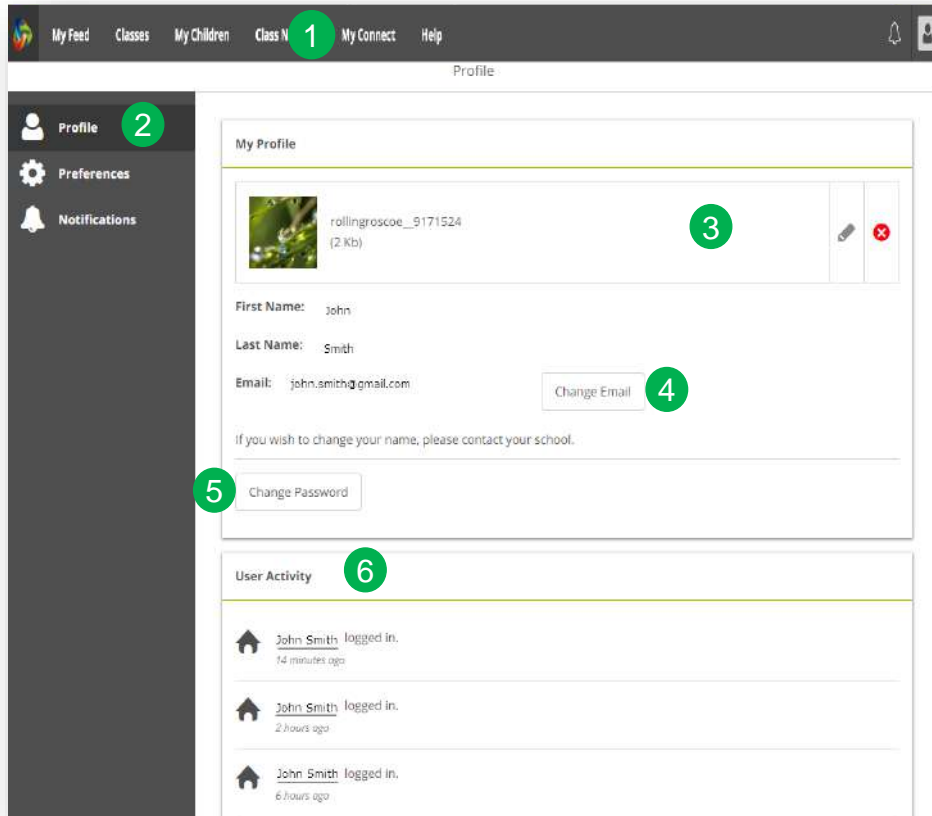 My Feed Classes My Children Class N 1 My Connect Help
Profile
Profile 2
Preferences
Notifications
My Profile
rollingroscoe__9171524
(2 Kb)
3
First Name: John
Last Name: Smith
Email: john.smith@gmail.com
Change Email 4
If you wish to change your name, please contact your school.
5 Change Password
User Activity 6
John Smith logged in.
14 minutes ago
John Smith logged in.
2 hours ago
John Smith logged in.
6 hours ago